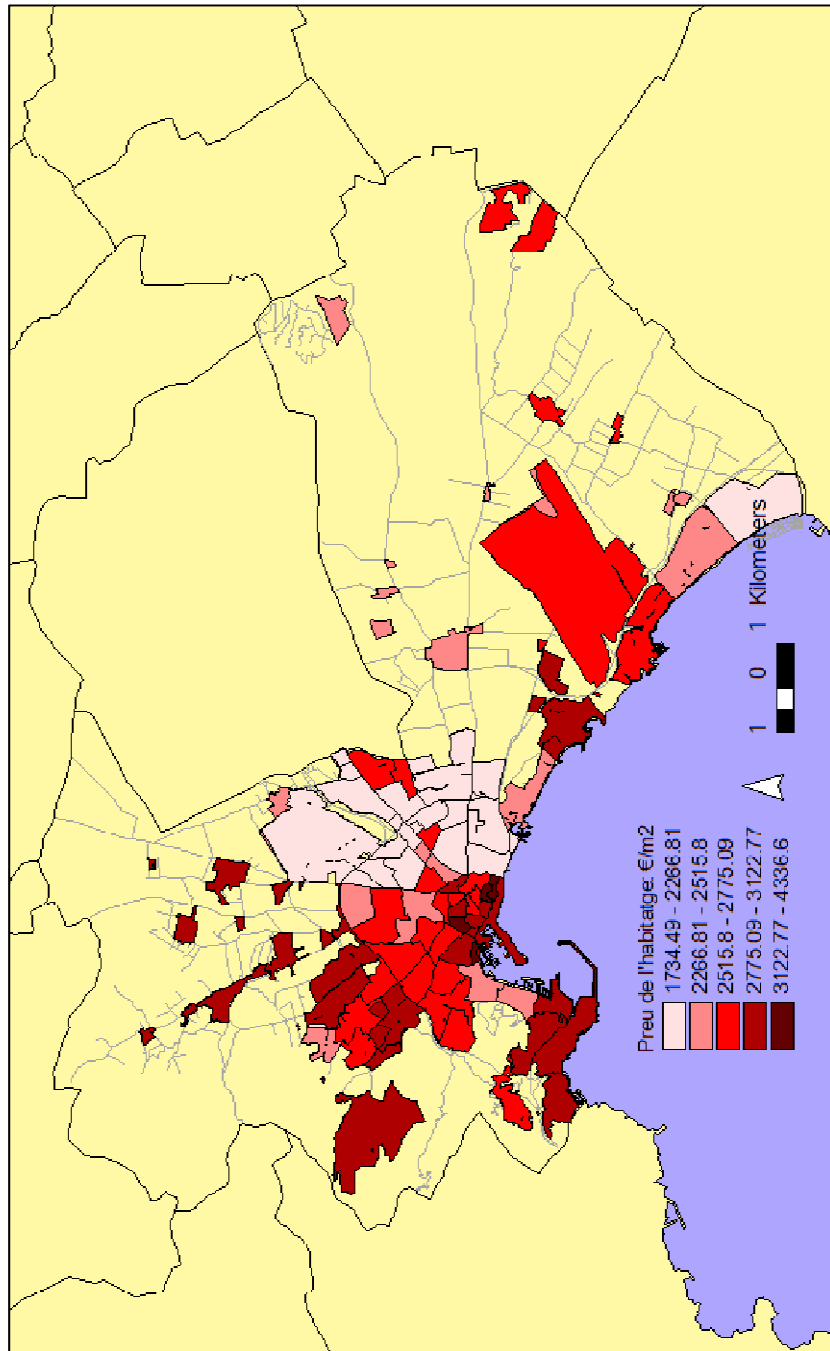 Preu de l'habitatge: €/m2
1734.49 - 2266.81
2266.81 - 2515.8
2515.8 - 2775.09
2775.09 - 3122.77
3122.77 - 4336.6
1 0 1 Kilometers